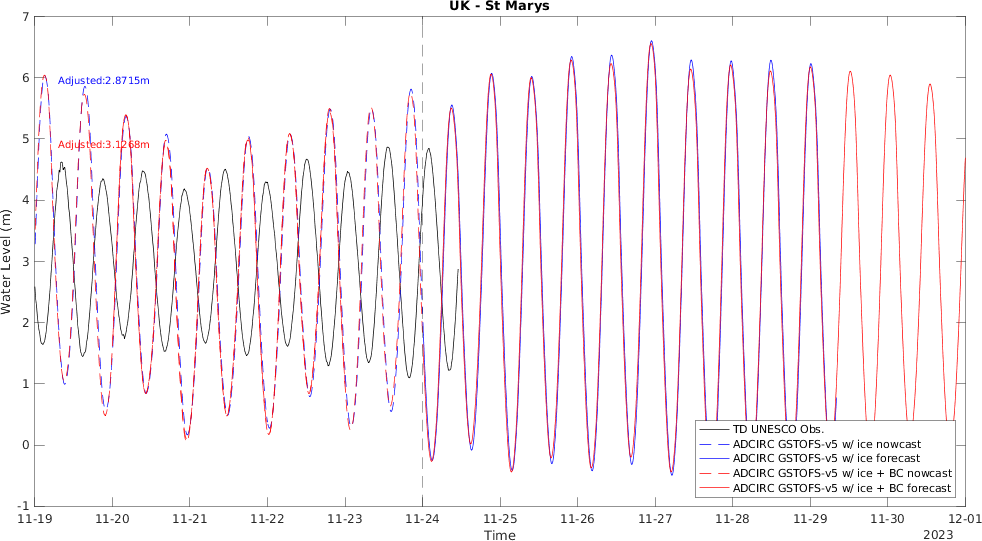 UK - St Marys
7
6
5
4
3
2
1
0
-1
Water Level (m)
Adjusted:2.8715m
Adjusted:3.1268m
TD UNESCO Obs.
ADCIRC GSTOFS-v5 w/ ice nowcast
ADCIRC GSTOFS-v5 w/ ice forecast
ADCIRC GSTOFS-v5 w/ ice + BC nowcast
ADCIRC GSTOFS-v5 w/ ice + BC forecast
11-19 11-20 11-21 11-22 11-23 11-24 11-25 11-26 11-27 11-28 11-29 11-30 12-01
Time
2023